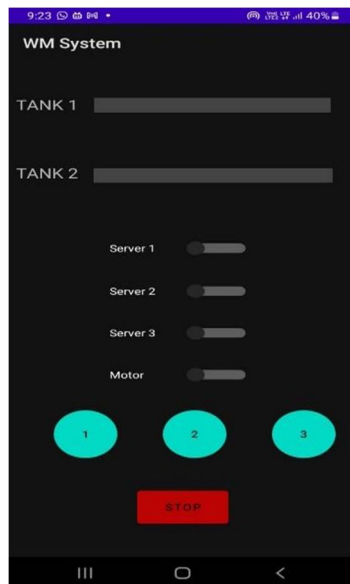 9:23 40%
WM System
TANK 1
TANK 2
Server 1
Server 2
Server 3
Motor
1 2 3
STOP